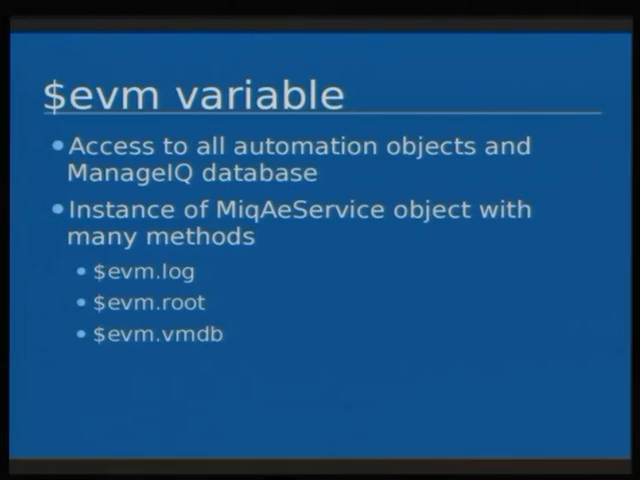 $evm variable
Access to all automation objects and
ManageIQ database
Instance of MiqAeService object with
many methods
$evm.log
$evm.root
$evm.vmdb